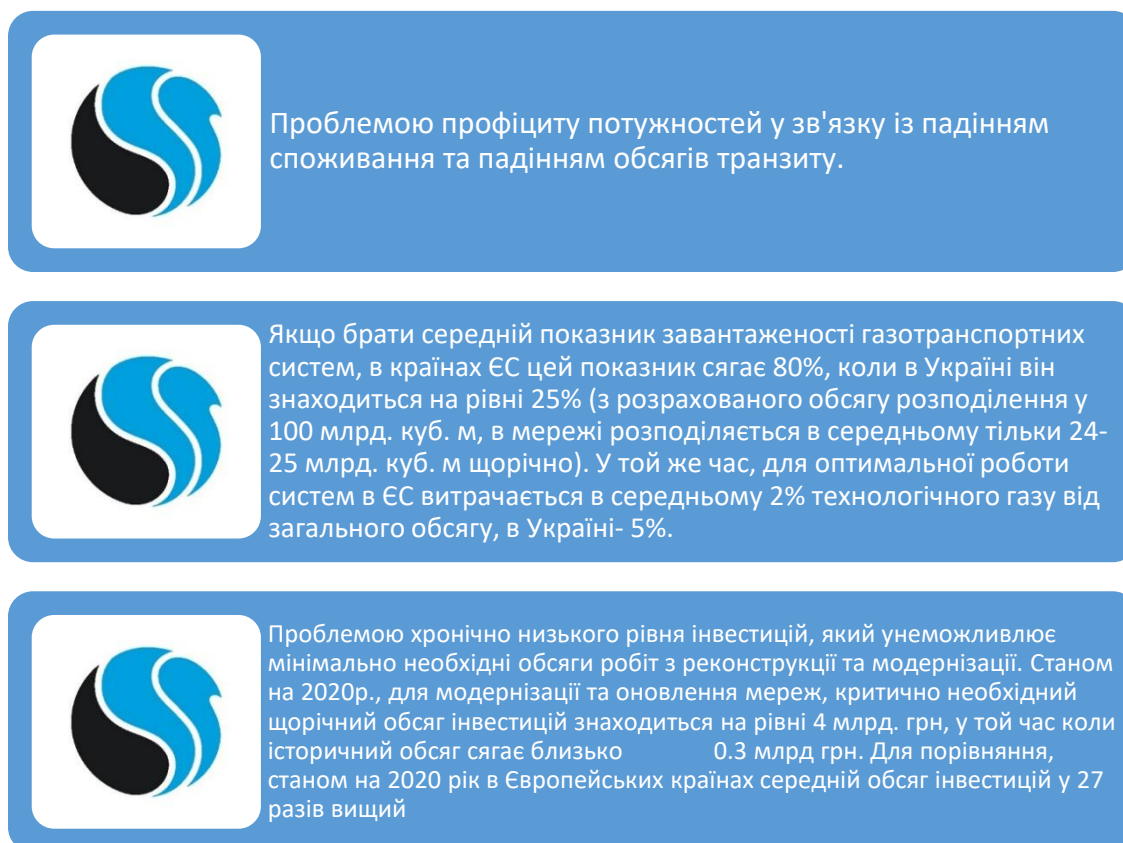 Проблемою профіциту потужностей у зв'язку із падінням
споживання та падінням обсягів транзиту.
Якщо брати середній показник завантаженості газотранспортних
систем, в країнах ЄС цей показник сягає 80%, коли в Україні він
знаходиться на рівні 25% (з розрахованого обсягу розподілення у
100 млрд. куб. м, в мережі розподіляється в середньому тільки 24-
25 млрд. куб. м щорічно). У той же час, для оптимальної роботи
систем в ЄС витрачається в середньому 2% технологічного газу від
загального обсягу, в Україні- 5%.
Проблемою хронічно низького рівня інвестицій, який унеможливлює
мінімально необхідні обсяги робіт з реконструкції та модернізації. Станом
на 2020р., для модернізації та оновлення мереж, критично необхідний
щорічний обсяг інвестицій знаходиться на рівні 4 млрд. грн, у той час коли
історичний обсяг сягає близько 0.3 млрд грн. Для порівняння,
станом на 2020 рік в Європейських країнах середній обсяг інвестицій у 27
разів вищий